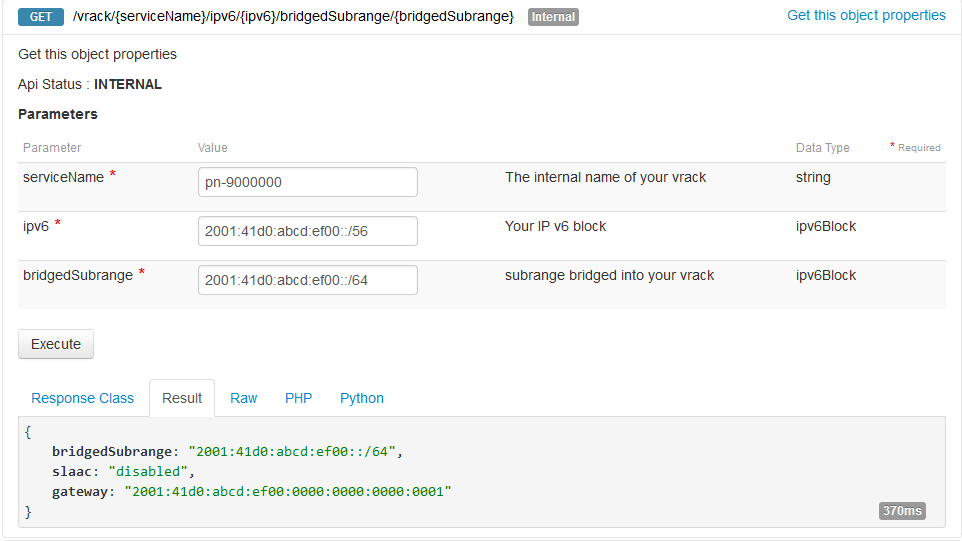 GET /vrack/{serviceName}/ipv6/{ipv6}/bridgedSubrange/{bridgedSubrange} Internal Get this object properties
Get this object properties
Api Status : INTERNAL
Parameters
Parameter Value Data Type * Required
serviceName * pn-9000000 The internal name of your vrack string
ipv6 * 2001:41d0:abcd:ef00::/56 Your IP v6 block ipv6Block
bridgedSubrange * 2001:41d0:abcd:ef00::/64 subrange bridged into your vrack ipv6Block
Execute
Response Class Result Raw PHP Python
{
bridgedSubrange: "2001:41d0:abcd:ef00::/64",
slaac: "disabled",
gateway: "2001:41d0:abcd:ef00:0000:0000:0000:0001"
}
370ms